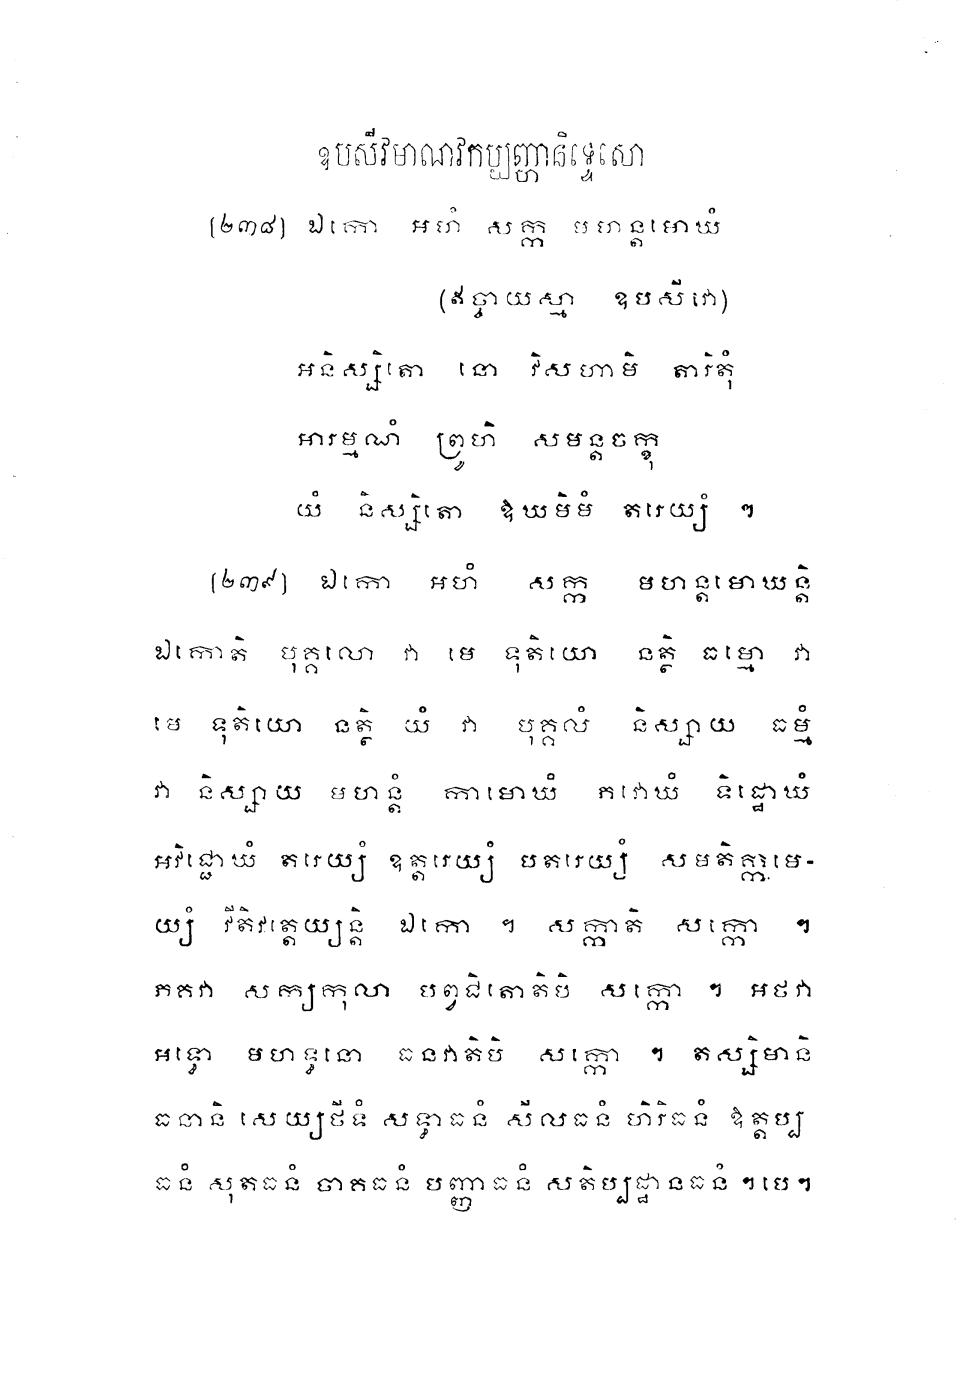 ឧបសីវមាណវកប្បញ្ហានិទ្ទេសោ
(២៣៨) ឯកោ អហំ សក្ក មហន្តមោឃំ
(ឥច្ចាយស្មា ឧបសីវោ)
អនិស្សិតោ នោ វិសហាមិ តារិតុំ
អារម្មណំ ព្រូហិ សមន្តចក្ខុ
យំ និស្សិតោ ឱឃមិមំ តរេយ្យំ ។
(២៣៩) ឯកោ អហំ សក្ក មហន្តមោឃន្តិ
ឯកោតិ បុគ្គលោ វា មេ ទុតិយោ នត្ថិ ធម្មោ វា
មេ ទុតិយោ នត្ថិ យំ វា បុគ្គលំ និស្សាយ ធម្មំ
វា និស្សាយ មហន្តំ កាមោឃំ ភវោឃំ ទិដ្ឋោឃំ
អវិជ្ជោឃំ តរេយ្យំ ឧត្តរេយ្យំ បតរេយ្យំ សមតិក្កមេ-
យ្យំ វីតិវត្តេយ្យន្តិ ឯកោ ។ សក្កាតិ សក្កោ ។
ភគវា សក្យកុលា បព្វជិតោតិបិ សក្កោ ។ អថវា
អឌ្ឍោ មហទ្ធនោ ធនវាតិបិ សក្កោ ។ តស្សិមានិ
ធនានិ សេយ្យថីទំ សទ្ធាធនំ សីលធនំ ហិរិធនំ ឱត្តប្ប
ធនំ សុតធនំ ចាគធនំ បញ្ញាធនំ សតិប្បដ្ឋានធនំ ។បេ។